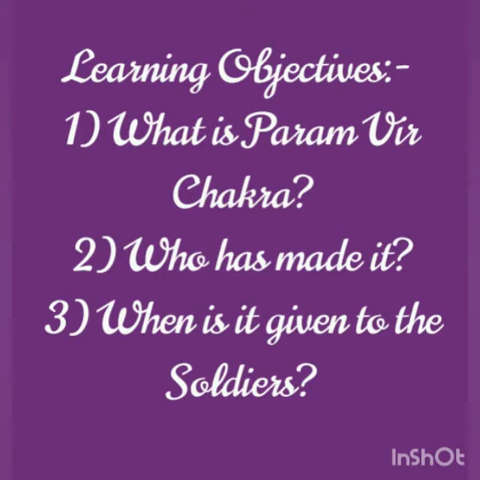 Learning Objectives:-
1) What is Param Vir
Chakra?
2) Who has made it?
3) When is it given to the
Soldiers?
InShOt